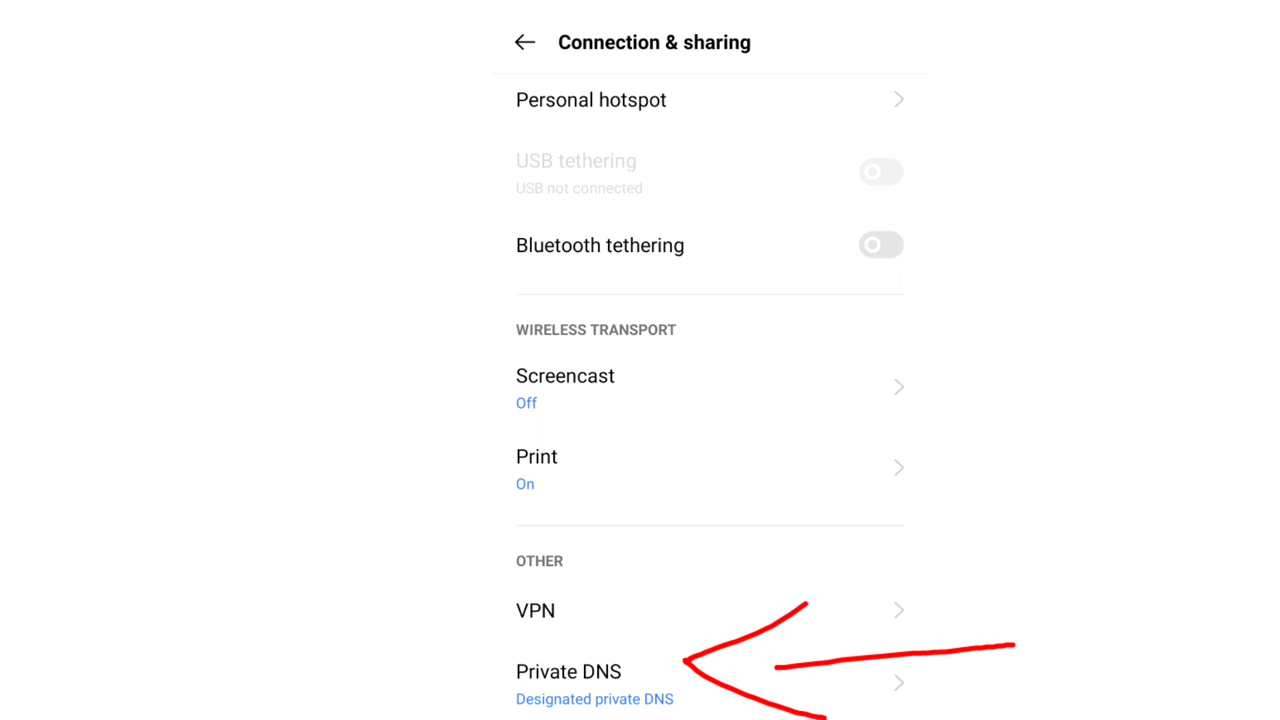 Connection & sharing
Personal hotspot
USB tethering
USB not connected
Bluetooth tethering
WIRELESS TRANSPORT
Screencast
Off
Print
On
OTHER
VPN
Private DNS
Designated private DNS